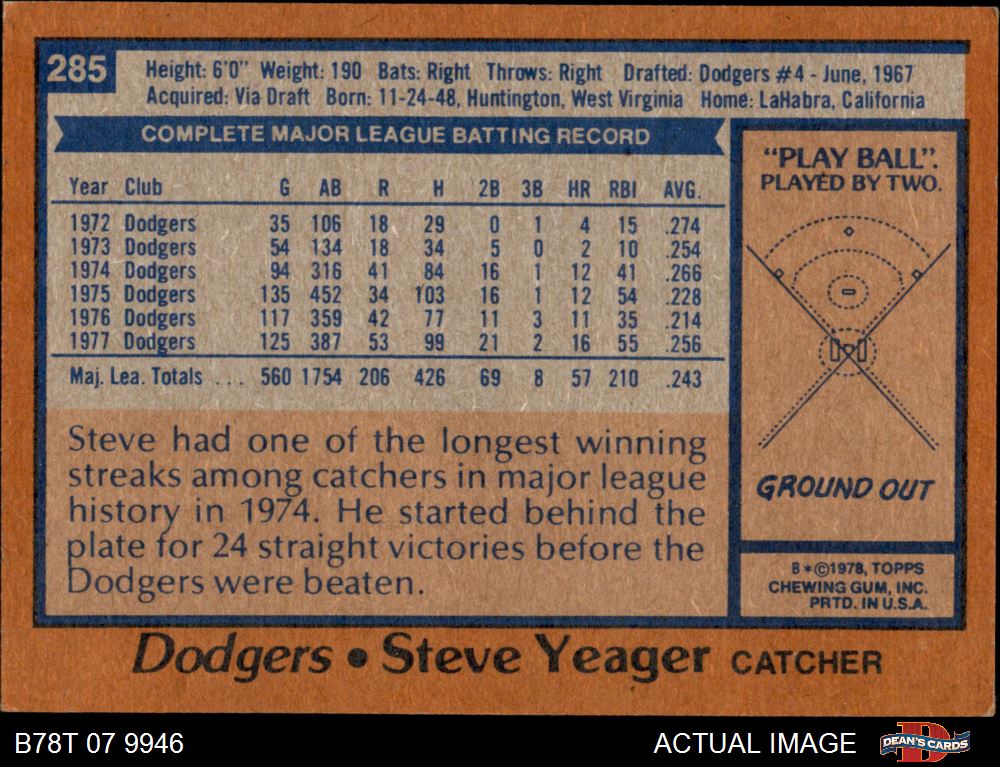 285
Height: 6'0" Weight: 190 Bats: Right Throws: Right Drafted: Dodgers #4 - June, 1967
Acquired: Via Draft Born: 11-24-48, Huntington, West Virginia Home: LaHabra, California
COMPLETE MAJOR LEAGUE BATTING RECORD
Year Club G AB R H 2B 3B HR RBI AVG.
1972 Dodgers 35 106 18 29 0 1 4 15 .274
1973 Dodgers 54 134 18 34 5 0 2 10 .254
1974 Dodgers 94 316 41 84 16 1 12 41 .266
1975 Dodgers 135 452 34 103 16 1 12 54 .228
1976 Dodgers 117 359 42 77 11 3 11 35 .214
1977 Dodgers 125 387 53 99 21 2 16 55 .256
Maj. Lea. Totals ... 560 1754 206 426 69 8 57 210 .243
Steve had one of the longest winning
streaks among catchers in major league
history in 1974. He started behind the
plate for 24 straight victories before the
Dodgers were beaten.
"PLAY BALL".
PLAYED BY TWO.
GROUND OUT
B*©1978, TOPPS
CHEWING GUM, INC.
PRTD. IN U.S.A.
Dodgers • Steve Yeager CATCHER
B78T 07 9946
ACTUAL IMAGE
DEAN'S CARDS